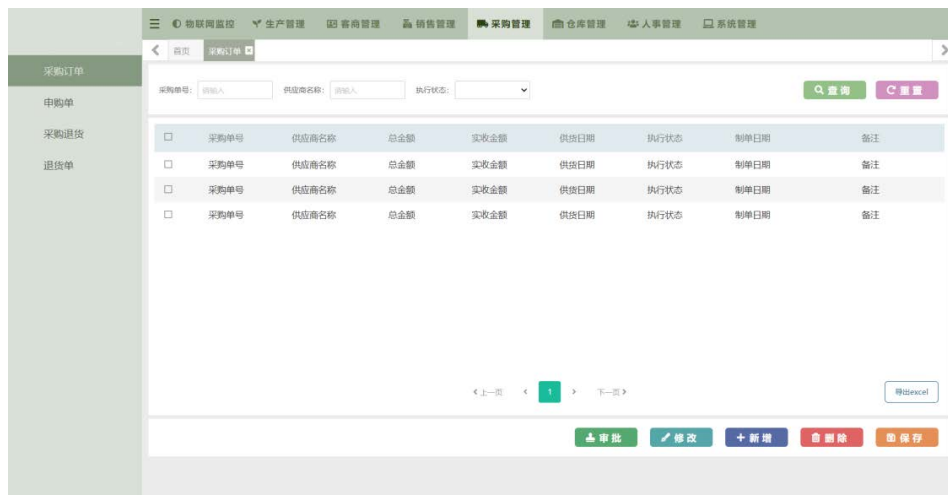 物联网监控 生产管理 客商管理 销售管理 采购管理 仓库管理 人事管理 系统管理
首页 采购订单
采购订单
申购单
采购退货
退货单
采购单号: 请输入 供应商名称: 请输入 执行状态: 查询 重置
采购单号 供应商名称 总金额 实收金额 供货日期 执行状态 制单日期 备注
采购单号 供应商名称 总金额 实收金额 供货日期 执行状态 制单日期 备注
采购单号 供应商名称 总金额 实收金额 供货日期 执行状态 制单日期 备注
采购单号 供应商名称 总金额 实收金额 供货日期 执行状态 制单日期 备注
上一页 1 下一页 导出excel
审批 修改 新增 删除 保存